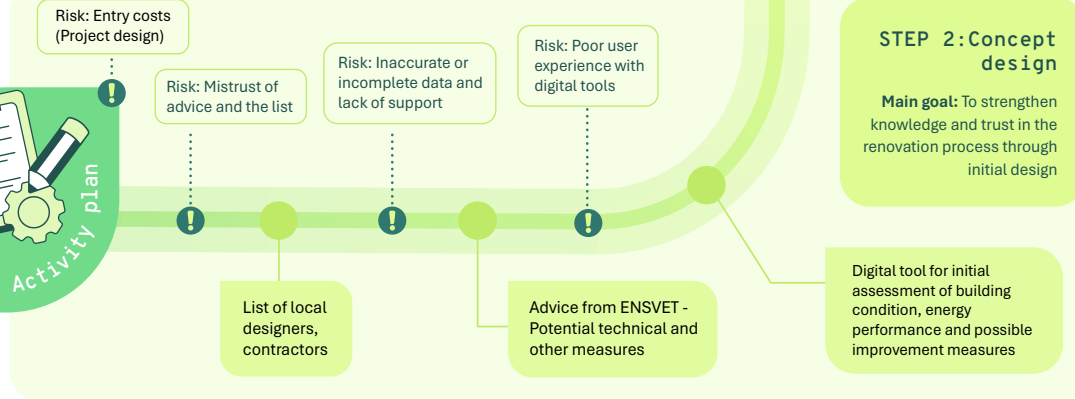 Risk: Entry costs
(Project design)
Risk: Mistrust of
advice and the list
Risk: Inaccurate or
incomplete data and
lack of support
Risk: Poor user
experience with
digital tools
STEP 2:Concept
design
Main goal: To strengthen
knowledge and trust in the
renovation process through
initial design
Activity plan
List of local
designers,
contractors
Advice from ENSVET -
Potential technical and
other measures
Digital tool for initial
assessment of building
condition, energy
performance and possible
improvement measures